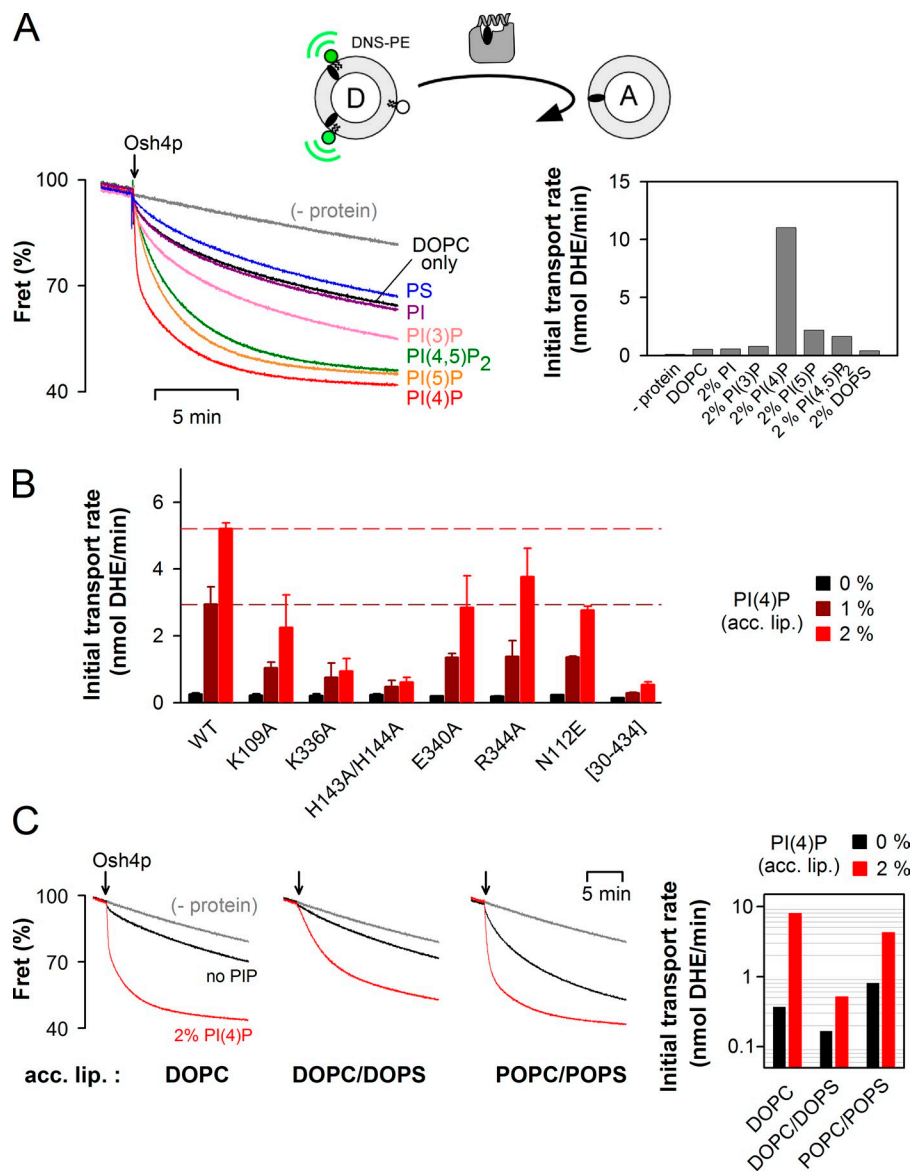 A
DNS-PE
D
A
Osh4p
100
70
40
Fret (%)
(- protein)
DOPC
only
PS
PI
PI(3)P
PI(4,5)P2
PI(5)P
PI(4)P
5 min
Initial transport rate
(nmol DHE/min)
15
10
5
0
- protein
DOPC
2% PI
2% PI(3)P
2% PI(4)P
2% PI(5)P
2 % PI(4,5)P2
2% DOPS
B
Initial transport rate
(nmol DHE/min)
6
4
2
0
WT
K109A
K336A
H143A/H144A
E340A
R344A
N112E
[30-434]
PI(4)P
(acc. lip.)
0 %
1 %
2 %
C
Osh4p
100
70
40
Fret (%)
(- protein)
no PIP
2% PI(4)P
5 min
acc. lip. :
DOPC
DOPC/DOPS
POPC/POPS
PI(4)P
(acc. lip.)
0 %
2 %
Initial transport rate
(nmol DHE/min)
10
1
0.1
DOPC
DOPC/DOPS
POPC/POPS